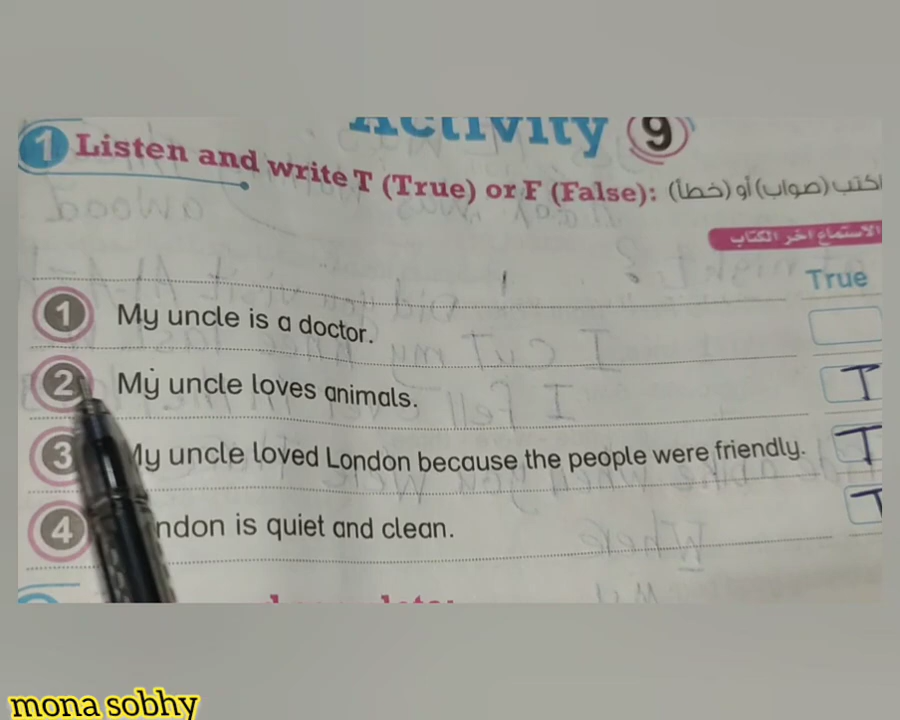 Activity 9
1 Listen and write T (True) or F (False): (اكتب (صواب) أو (خطأ
الاستماع اخر الكتاب
True
1 My uncle is a doctor.
2 My uncle loves animals. T
3 My uncle loved London because the people were friendly. T
4 ndon is quiet and clean. T
mona sobhy